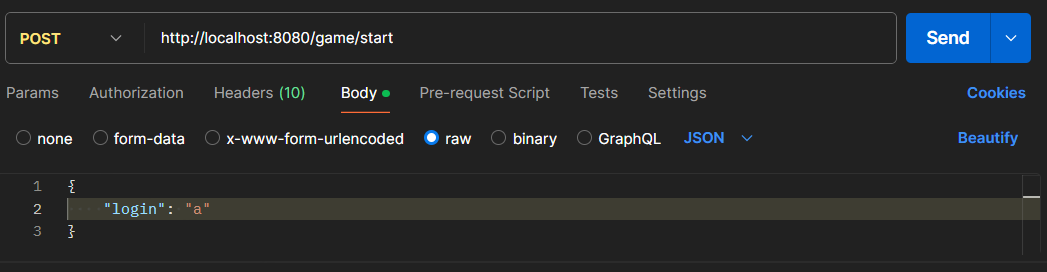 POST http://localhost:8080/game/start Send
Params Authorization Headers (10) Body Pre-request Script Tests Settings Cookies
none form-data x-www-form-urlencoded raw binary GraphQL JSON Beautify
1 {
2 "login": "a"
3 }